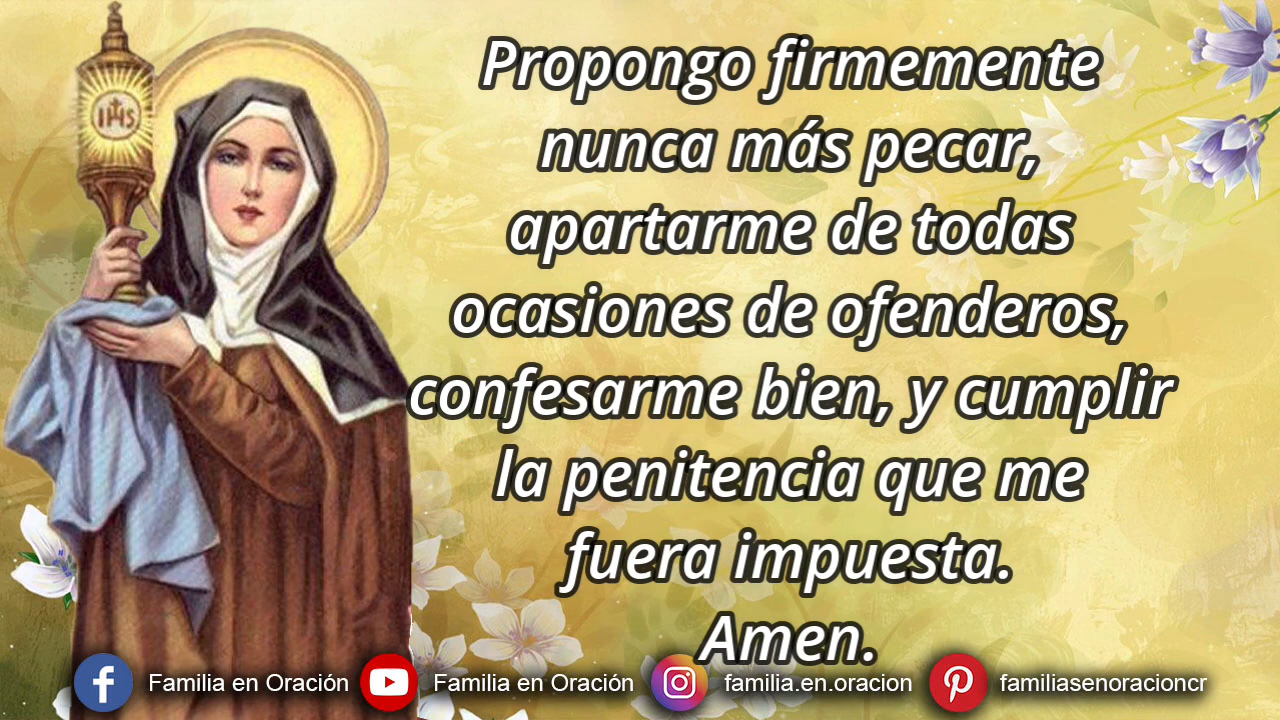 IHS
Propongo firmemente
nunca más pecar,
apartarme de todas
ocasiones de ofenderos,
confesarme bien, y cumplir
la penitencia que me
fuera impuesta.
Amen.
Familia en Oración
Familia en Oración
familia.en.oracion
familiasenoracioncr